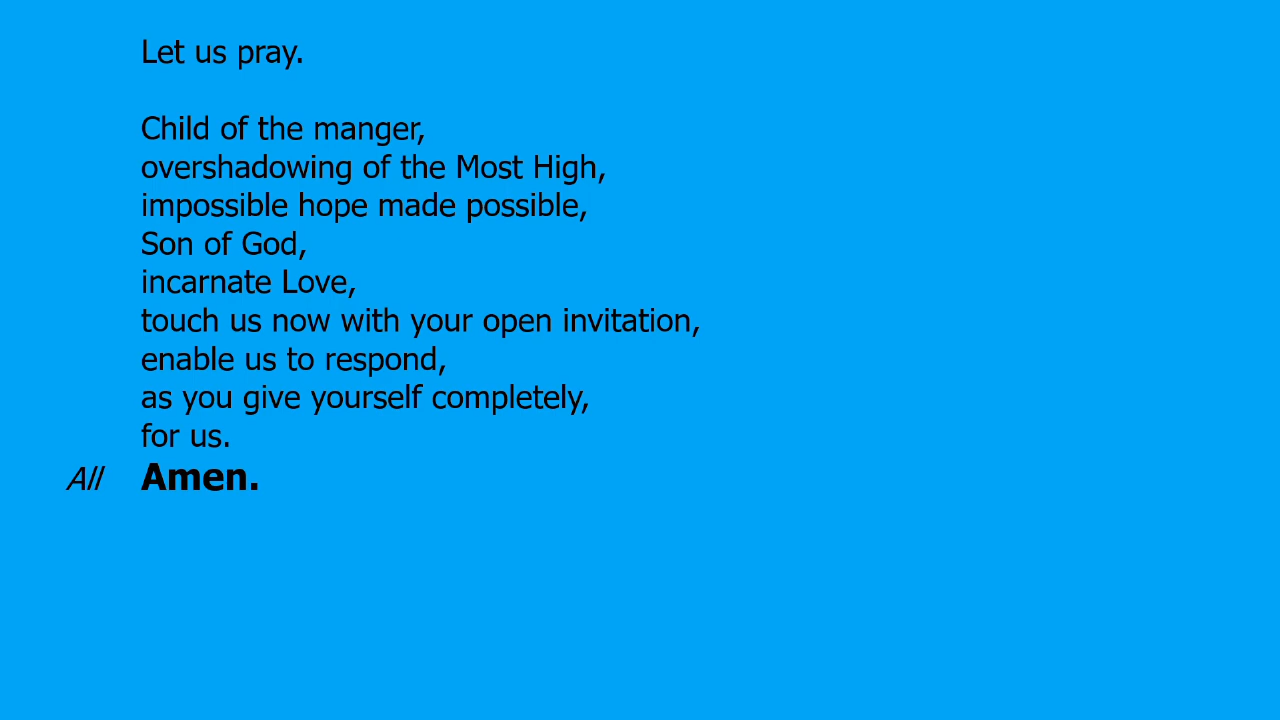 Let us pray.
Child of the manger,
overshadowing of the Most High,
impossible hope made possible,
Son of God,
incarnate Love,
touch us now with your open invitation,
enable us to respond,
as you give yourself completely,
for us.
All Amen.